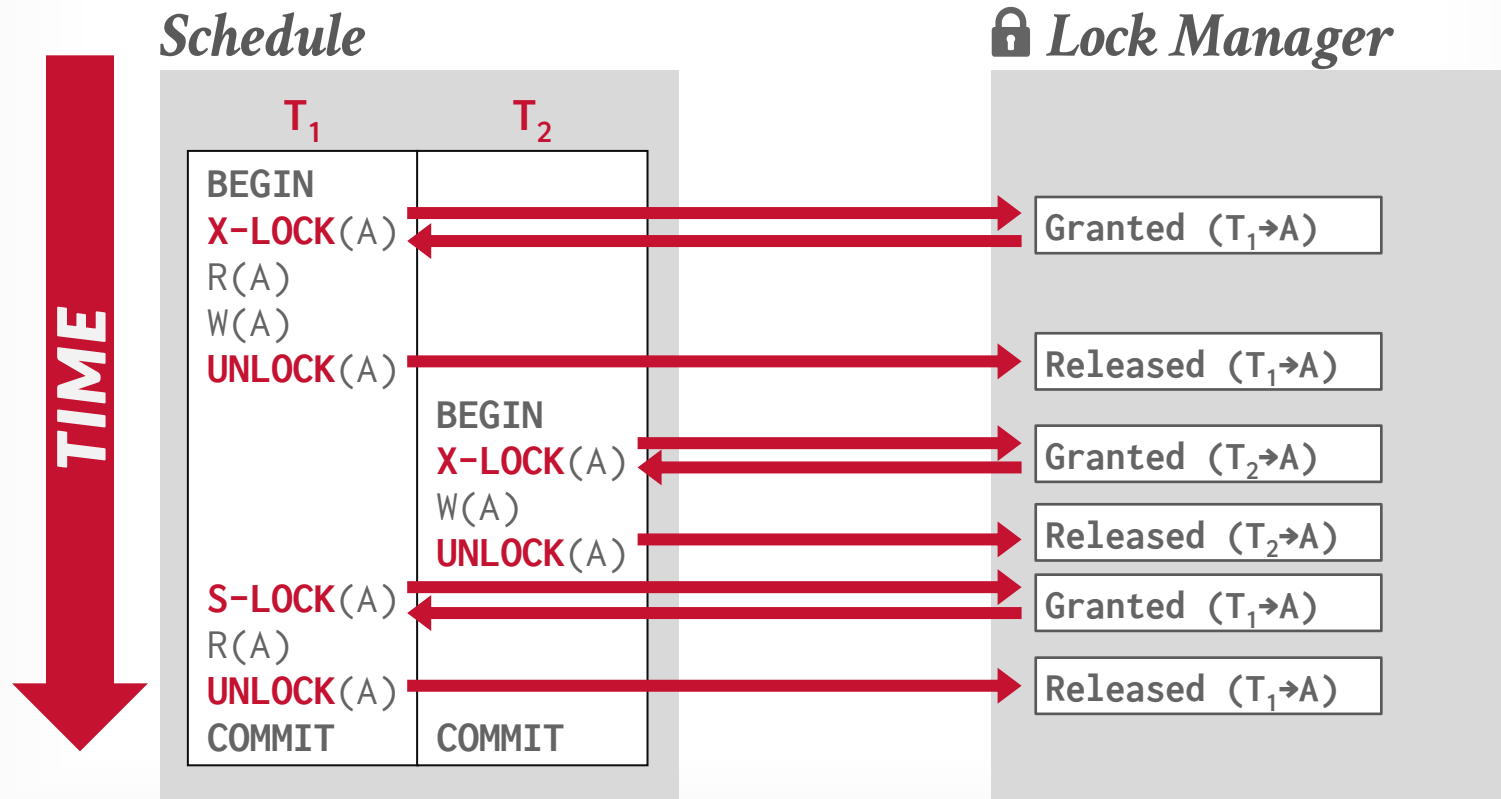 Schedule
Lock Manager
TIME
T1 T2
BEGIN
X-LOCK(A)
Granted (T1→A)
R(A)
W(A)
UNLOCK(A)
Released (T1→A)
BEGIN
X-LOCK(A)
Granted (T2→A)
W(A)
UNLOCK(A)
Released (T2→A)
S-LOCK(A)
Granted (T1→A)
R(A)
UNLOCK(A)
Released (T1→A)
COMMIT COMMIT